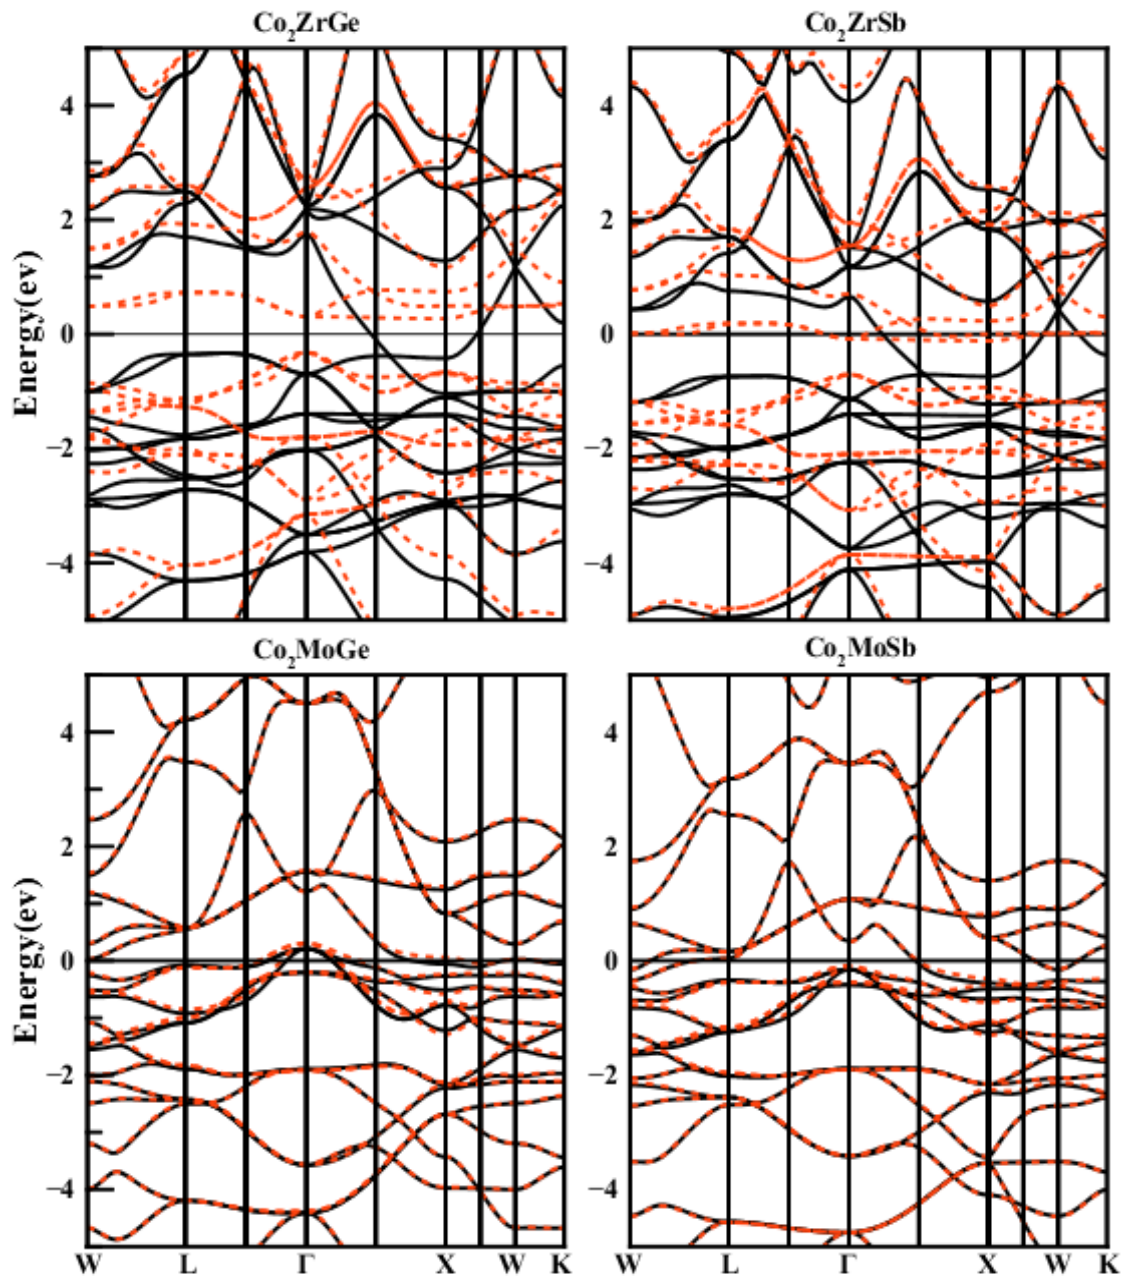 Co2ZrGe Co2ZrSb
Energy(ev)
4 4
2 2
0 0
−2 −2
−4 −4
Co2MoGe Co2MoSb
Energy(ev)
4 4
2 2
0 0
−2 −2
−4 −4
W L Γ X W K W L Γ X W K